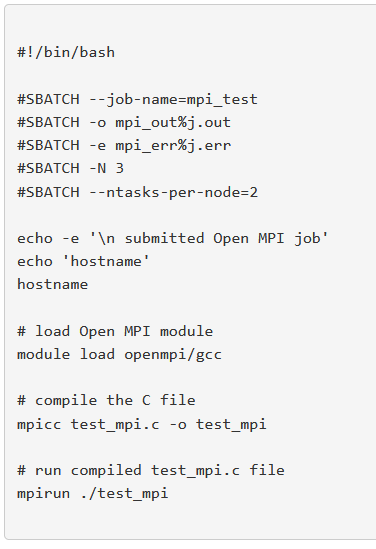 #!/bin/bash
#SBATCH --job-name=mpi_test
#SBATCH -o mpi_out%j.out
#SBATCH -e mpi_err%j.err
#SBATCH -N 3
#SBATCH --ntasks-per-node=2
echo -e '\n submitted Open MPI job'
echo 'hostname'
hostname
# load Open MPI module
module load openmpi/gcc
# compile the C file
mpicc test_mpi.c -o test_mpi
# run compiled test_mpi.c file
mpirun ./test_mpi